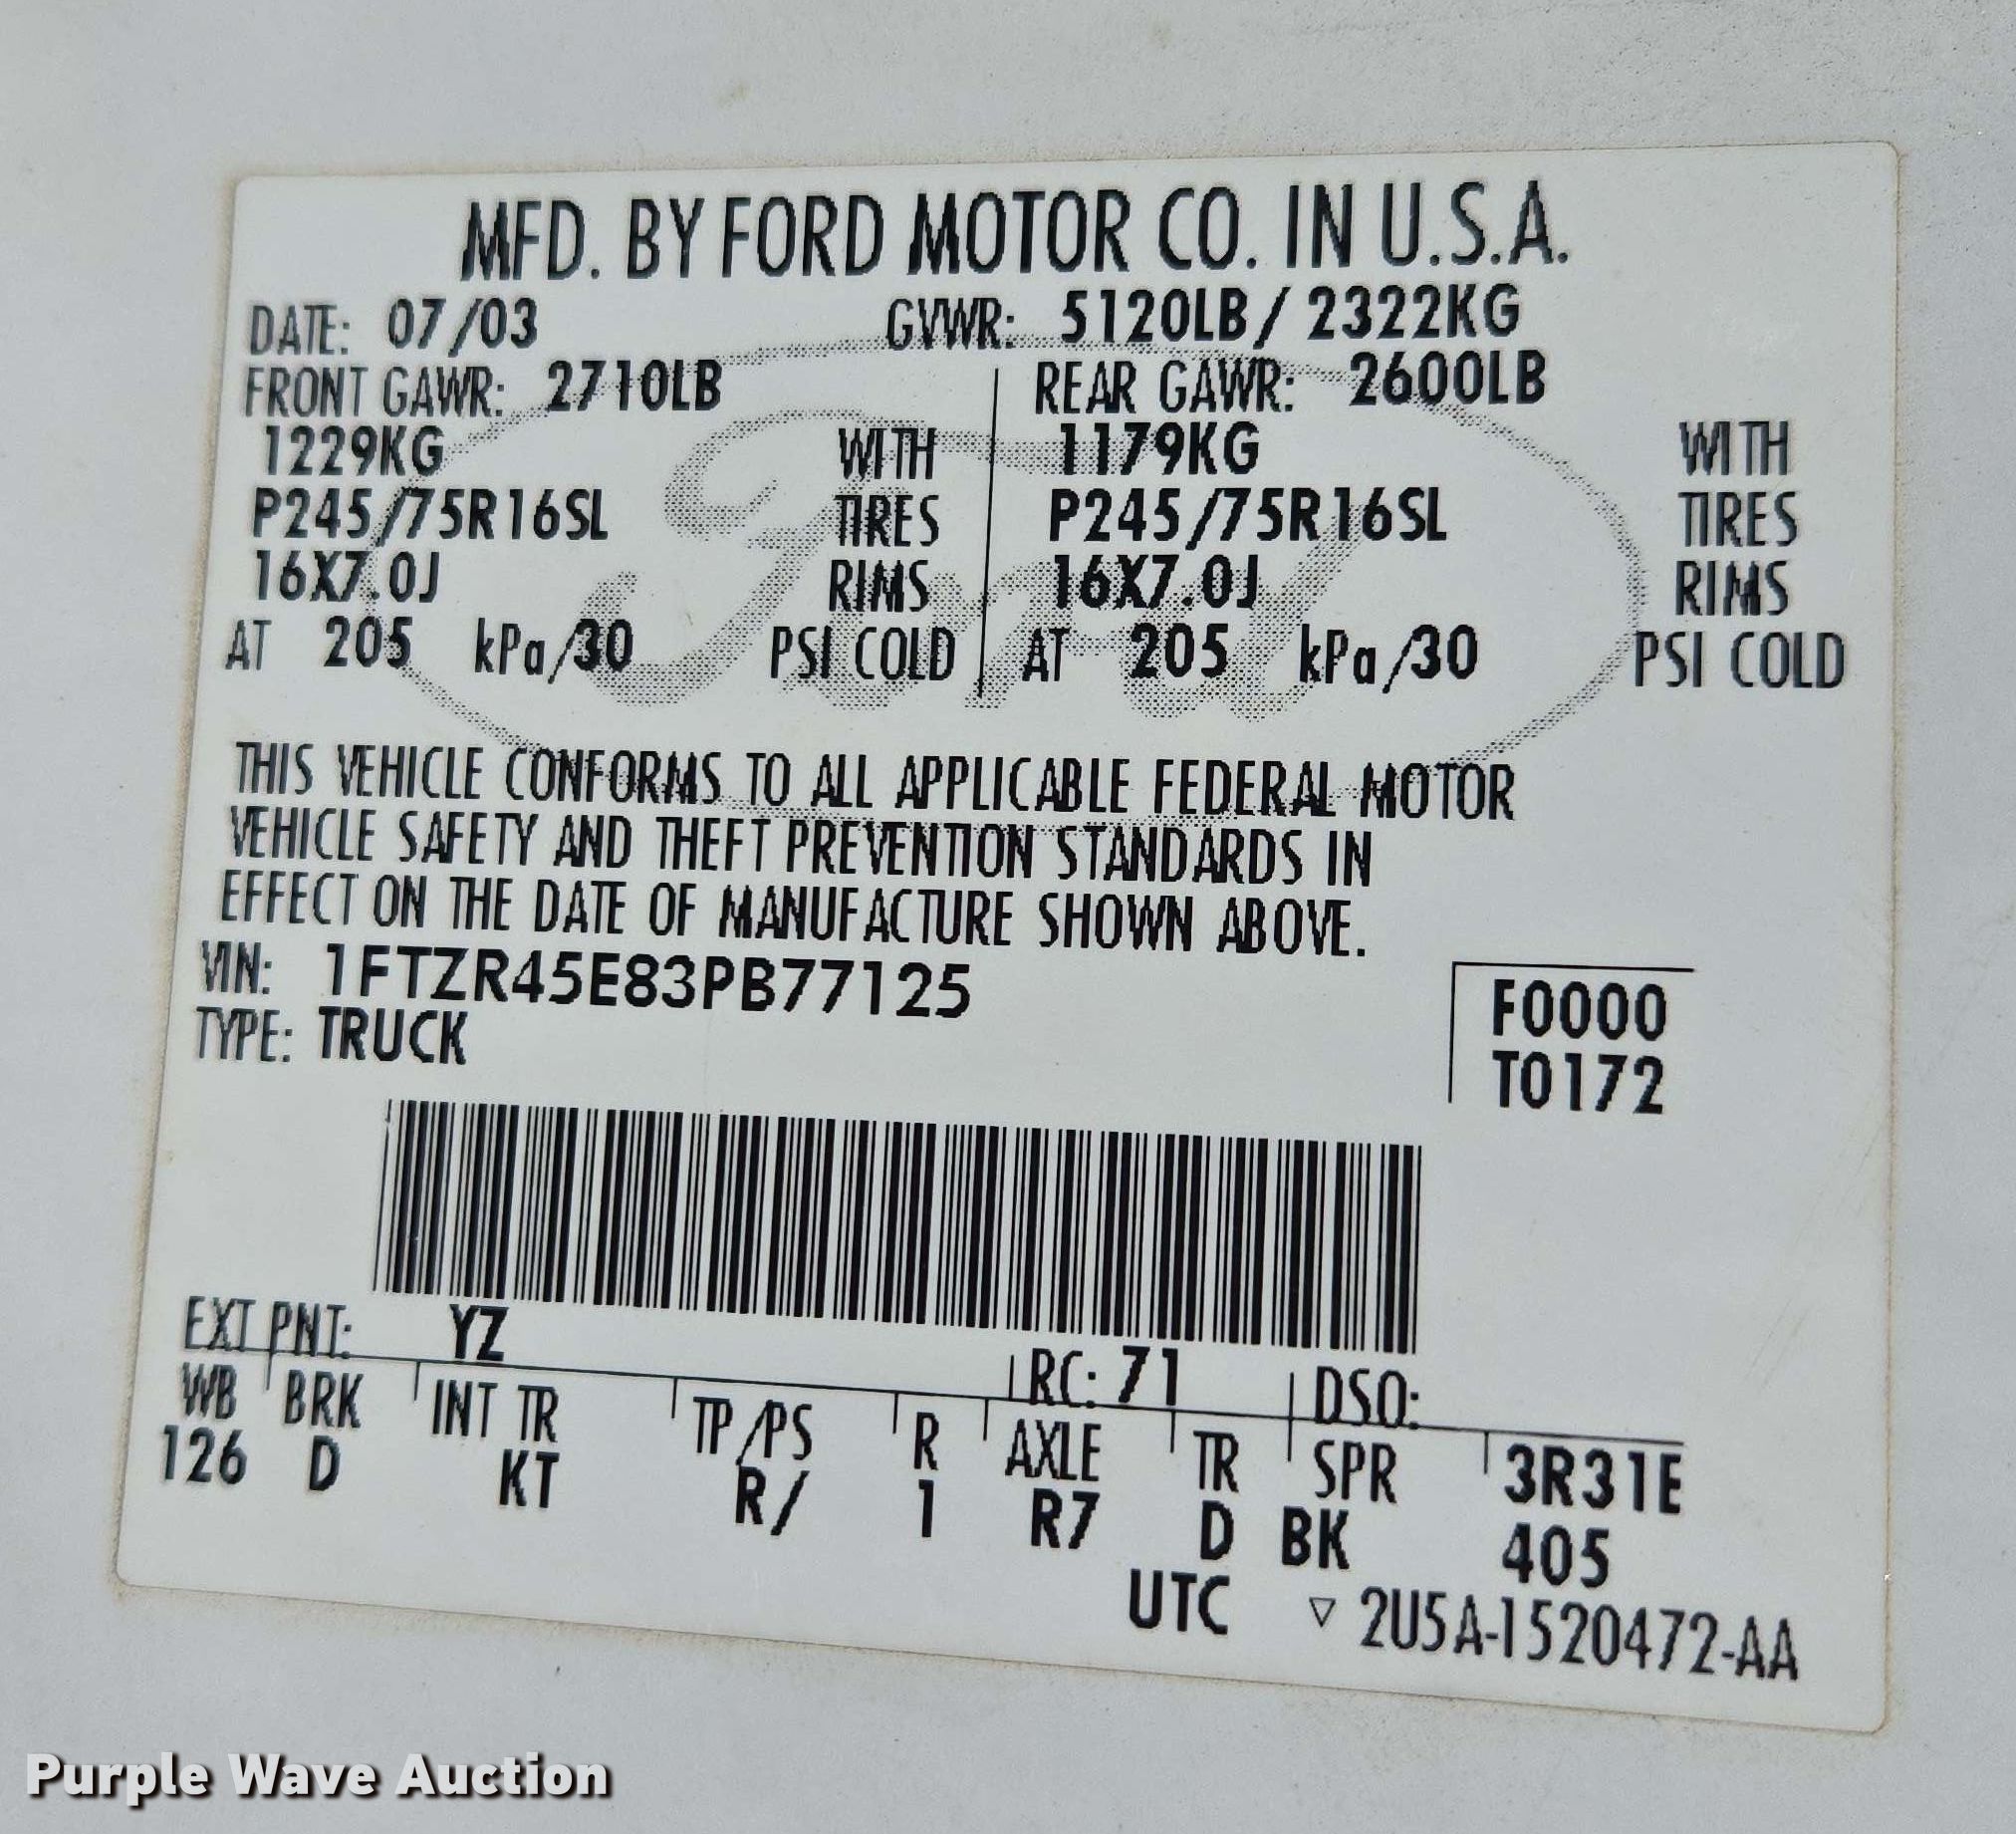 MFD. BY FORD MOTOR CO. IN U.S.A.
DATE: 07/03 GVWR: 5120LB/ 2322KG
FRONT GAWR: 2710LB REAR GAWR: 2600LB
1229KG WITH 1179KG WITH
P245/75R16SL TIRES P245/75R16SL TIRES
16X7.0J RIMS 16X7.0J RIMS
AT 205 kPa/30 PSI COLD AT 205 kPa/30 PSI COLD
Ford
THIS VEHICLE CONFORMS TO ALL APPLICABLE FEDERAL MOTOR
VEHICLE SAFETY AND THEFT PREVENTION STANDARDS IN
EFFECT ON THE DATE OF MANUFACTURE SHOWN ABOVE.
VIN: 1FTZR45E83PB77125 F0000
TYPE: TRUCK T0172
EXT PNT: YZ RC: 71 DSO:
WB BRK INT TR TP/PS R AXLE TR SPR 3R31E
126 D KT R/ 1 R7 D BK 405
UTC ▽ 2U5A-1520472-AA
Purple Wave Auction